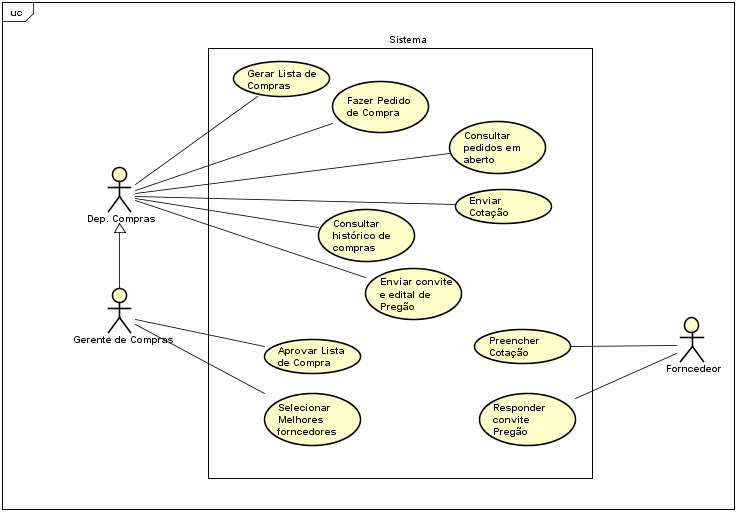 uc
Sistema
Gerar Lista de
Compras
Fazer Pedido
de Compra
Consultar
pedidos em
aberto
Dep. Compras
Enviar
Cotação
Consultar
histórico de
compras
Enviar convite
e edital de
Pregão
Gerente de Compras
Aprovar Lista
de Compra
Preencher
Cotação
Forncedeor
Selecionar
Melhores
forncedores
Responder
convite
Pregão